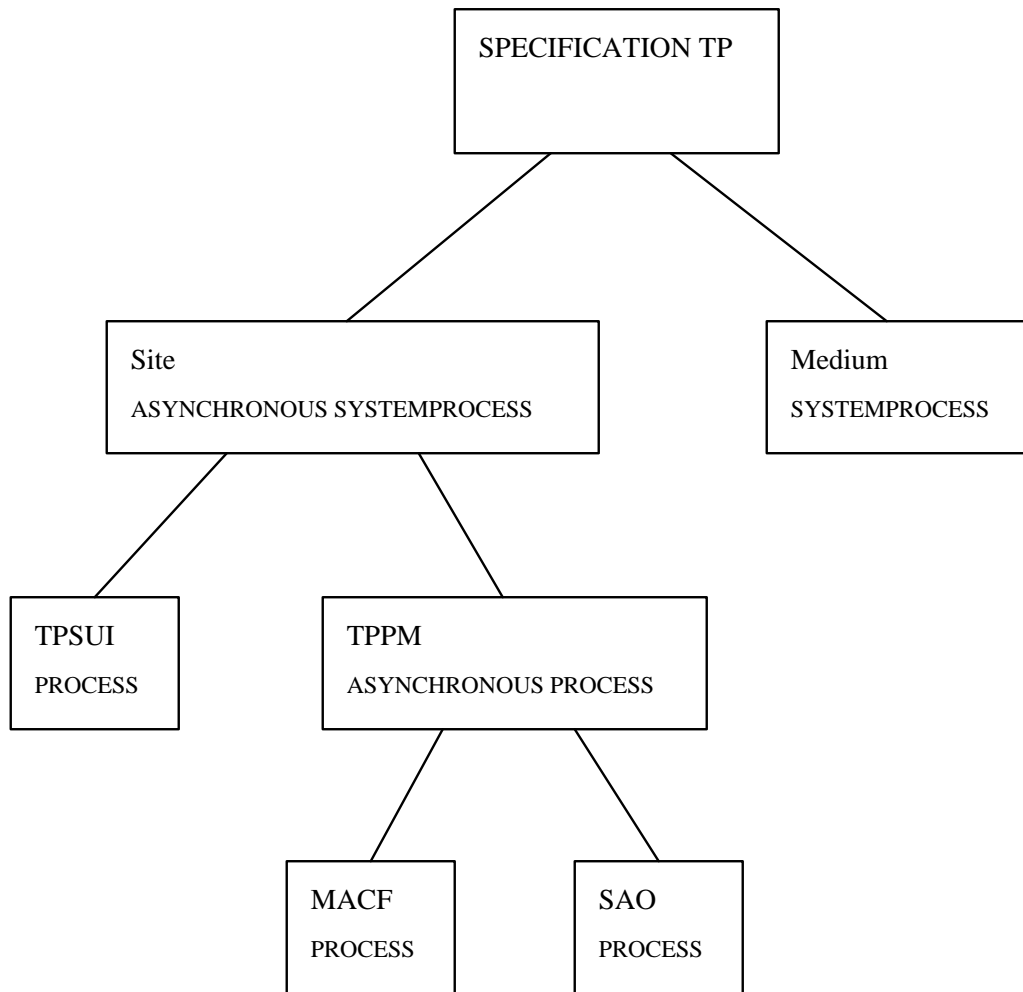 SPECIFICATION TP
Site
ASYNCHRONOUS SYSTEMPROCESS
Medium
SYSTEMPROCESS
TPSUI
PROCESS
TPPM
ASYNCHRONOUS PROCESS
MACF
PROCESS
SAO
PROCESS